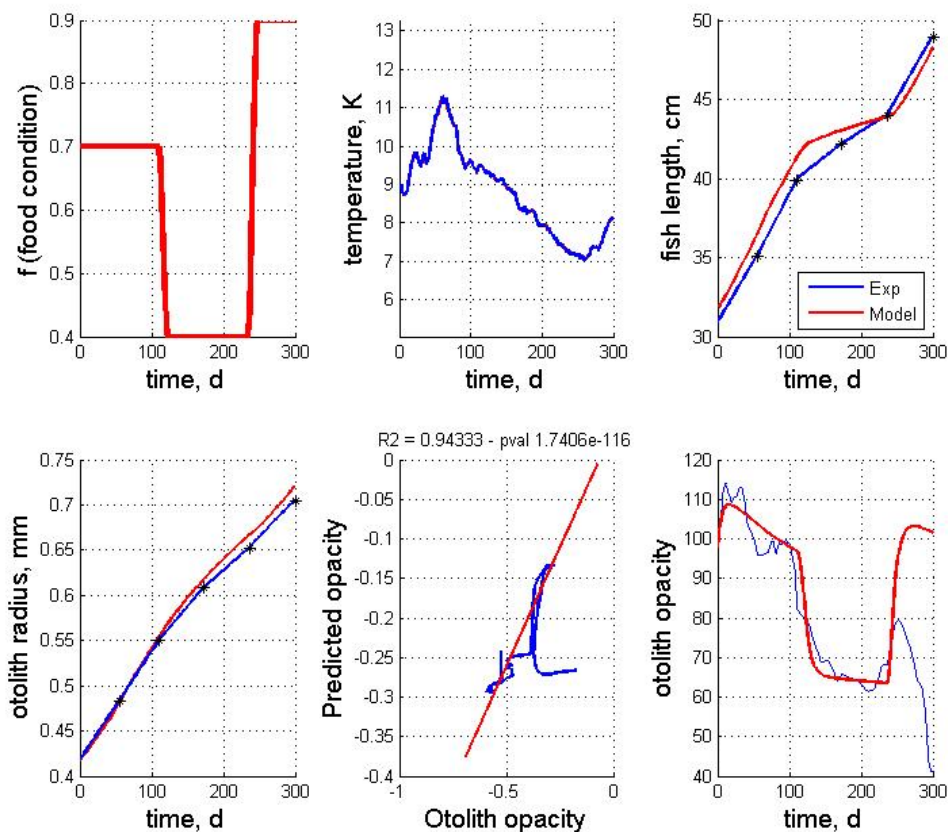 0.9
0.8
0.7
0.6
0.5
0.4
0 100 200 300
f (food condition)
time, d
13
12
11
10
9
8
7
6
0 100 200 300
temperature, K
time, d
50
45
40
35
30
0 100 200 300
fish length, cm
Exp
Model
time, d
0.75
0.7
0.65
0.6
0.55
0.5
0.45
0.4
0 100 200 300
otolith radius, mm
time, d
R2 = 0.94333 - pval 1.7406e-116
0
-0.05
-0.1
-0.15
-0.2
-0.25
-0.3
-0.35
-0.4
-1 -0.5 0
Predicted opacity
Otolith opacity
120
110
100
90
80
70
60
50
40
0 100 200 300
otolith opacity
time, d